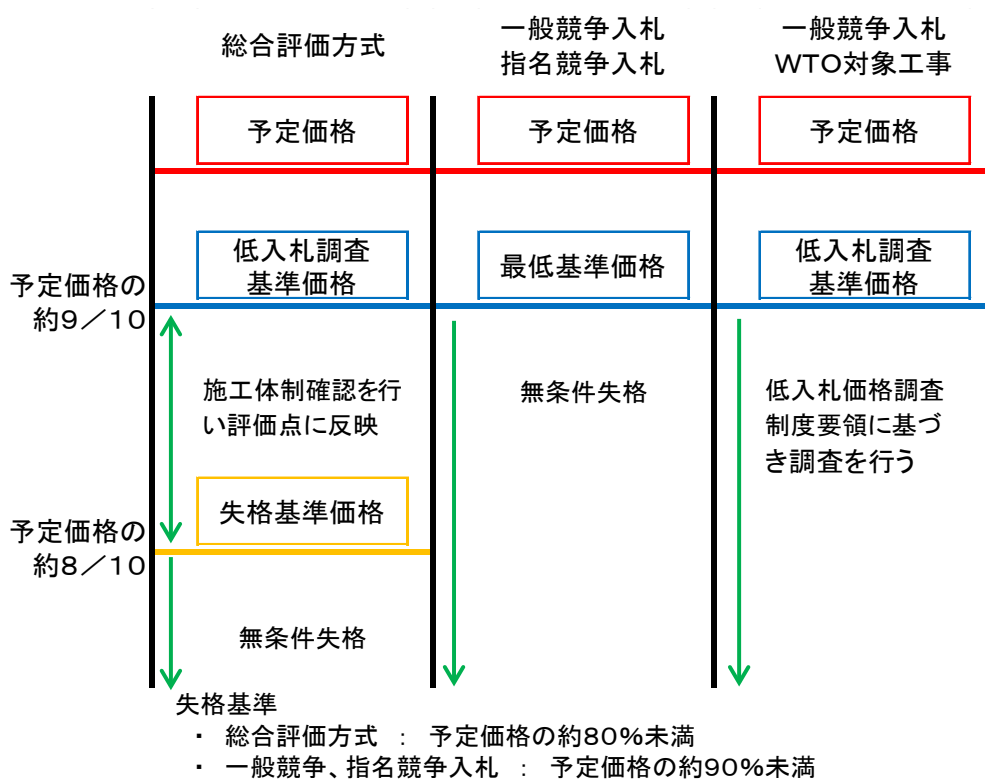 総合評価方式
一般競争入札
指名競争入札
一般競争入札
WTO対象工事
予定価格
予定価格
予定価格
低入札調査
基準価格
最低基準価格
低入札調査
基準価格
予定価格の
約9/10
施工体制確認を行
い評価点に反映
無条件失格
低入札価格調査
制度要領に基づ
き調査を行う
失格基準価格
予定価格の
約8/10
無条件失格
失格基準
・ 総合評価方式 : 予定価格の約80%未満
・ 一般競争、指名競争入札 : 予定価格の約90%未満